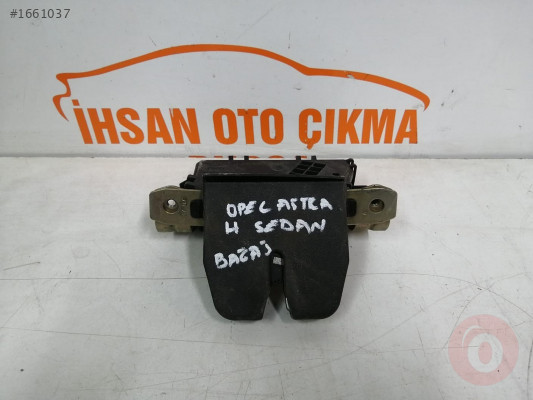 #1661037
İHSAN OTO ÇIKMA
OPEL ASTRA
H SEDAN
BAGAJ